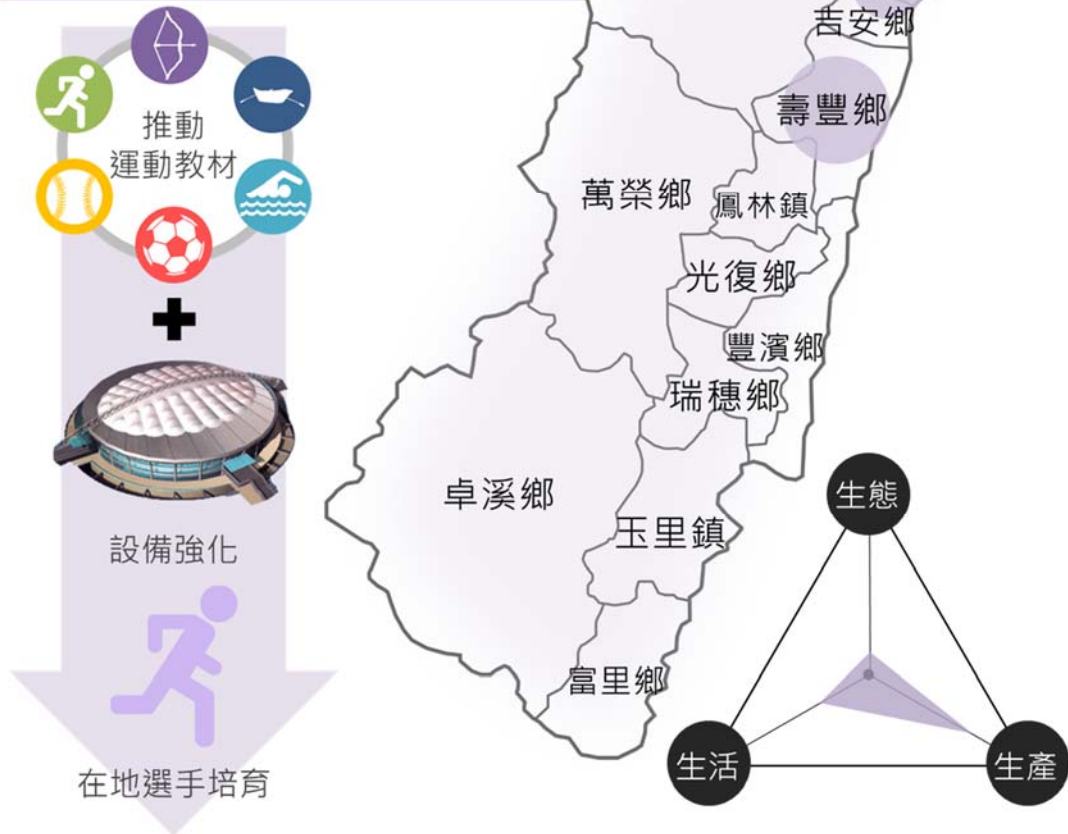 推動
運動教材
設備強化
在地選手培育
吉安鄉
壽豐鄉
萬榮鄉
鳳林鎮
光復鄉
豐濱鄉
瑞穗鄉
卓溪鄉
玉里鎮
富里鄉
生態
生活
生產